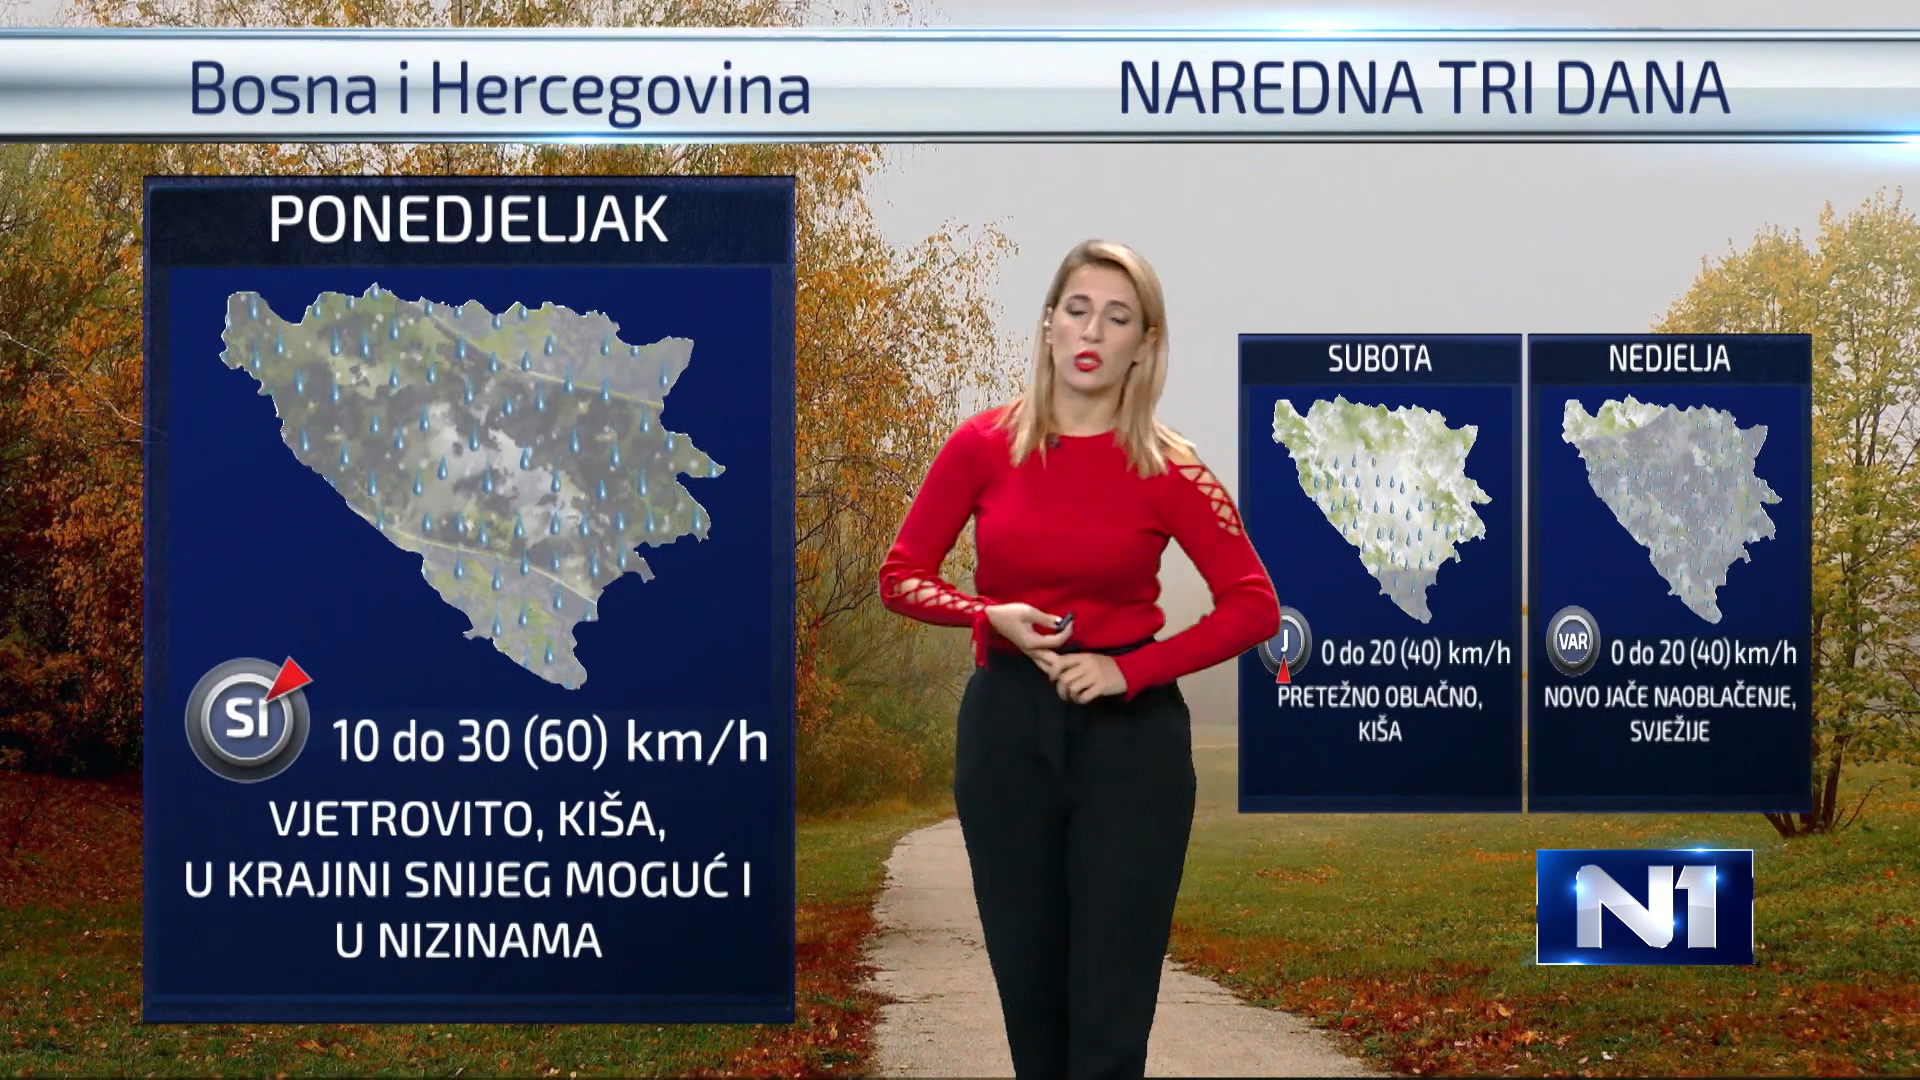 Bosna i Hercegovina
NAREDNA TRI DANA
PONEDJELJAK
SI
10 do 30 (60) km/h
VJETROVITO, KIŠA,
U KRAJINI SNIJEG MOGUĆ I
U NIZINAMA
SUBOTA
J
0 do 20 (40) km/h
PRETEŽNO OBLAČNO,
KIŠA
NEDJELJA
VAR
0 do 20 (40) km/h
NOVO JAČE NAOBLAČENJE,
SVJEŽIJE
N1